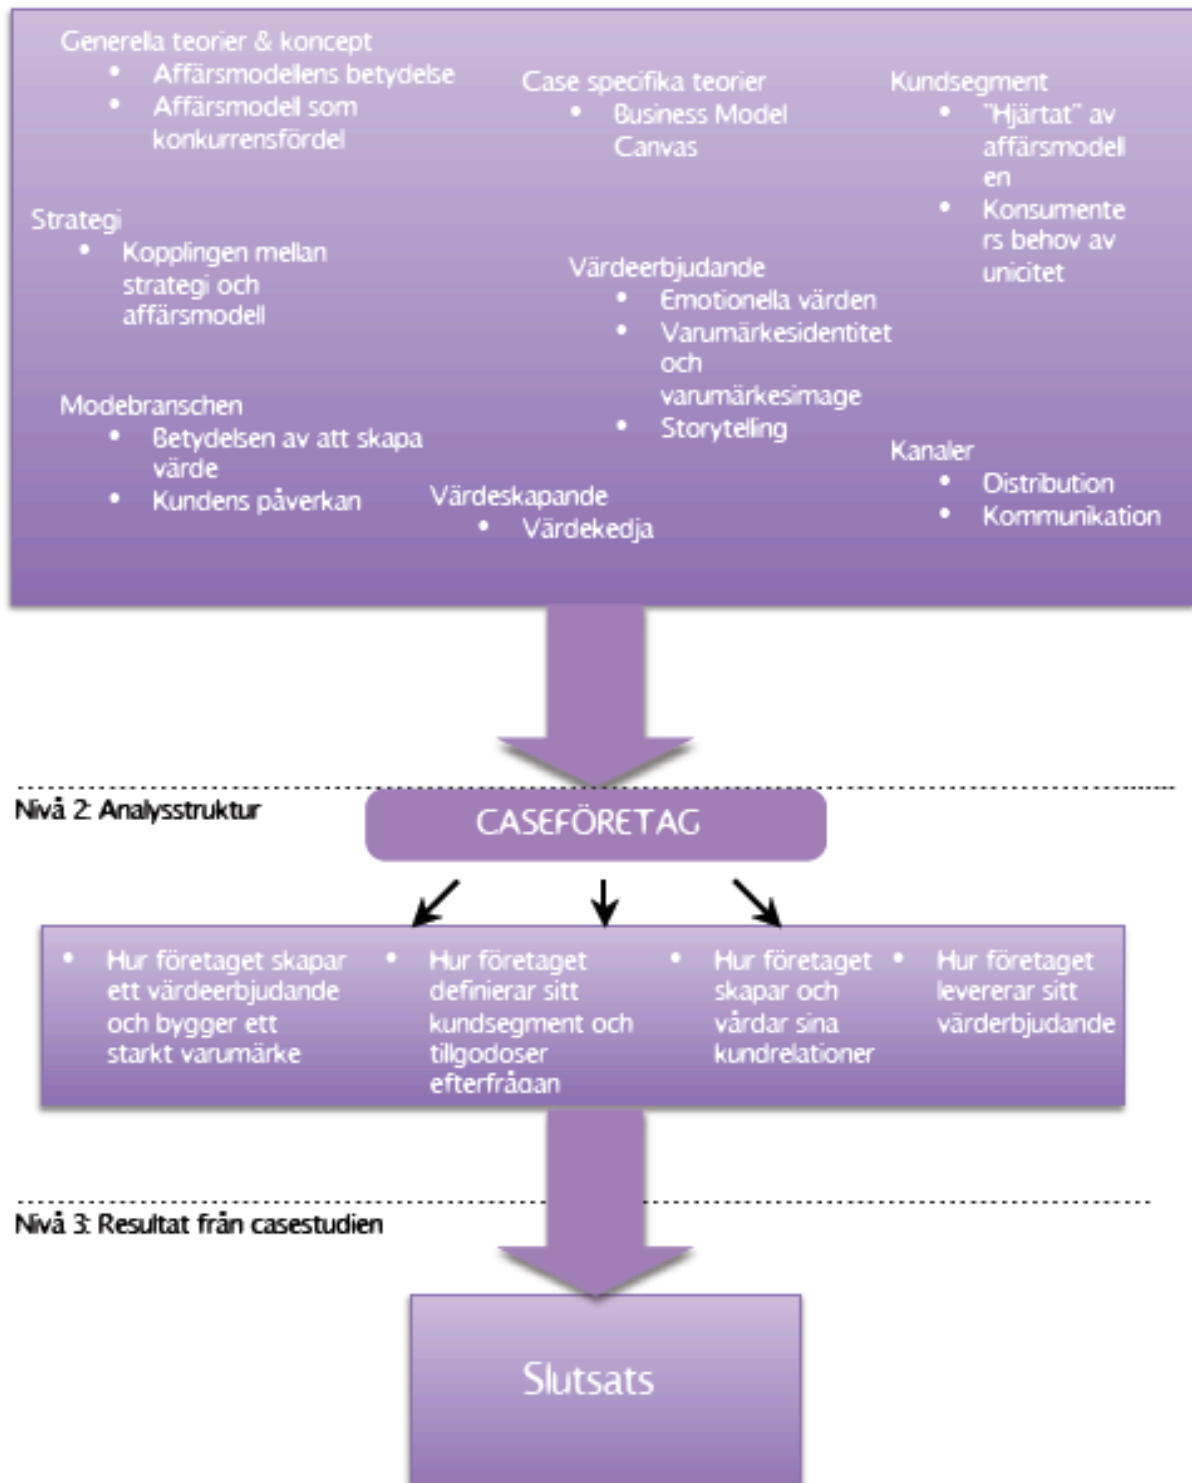 Generella teorier & koncept
• Affärsmodellens betydelse
• Affärsmodell som
konkurrensfördel
Strategi
• Kopplingen mellan
strategi och
affärsmodell
Modebranschen
• Betydelsen av att skapa
värde
• Kundens påverkan
Case specifika teorier
• Business Model
Canvas
Värdeerbjudande
• Emotionella värden
• Varumärkesidentitet
och
varumärkesimage
• Storytelling
Värdeskapande
• Värdekedja
Kundsegment
• "Hjärtat" av
affärsmodell
en
• Konsumente
rs behov av
unicitet
Kanaler
• Distribution
• Kommunikation
Nivå 2: Analysstruktur
CASEFÖRETAG
• Hur företaget skapar
ett värdeerbjudande
och bygger ett
starkt varumärke
• Hur företaget
definierar sitt
kundsegment och
tillgodoser
efterfrågan
• Hur företaget
skapar och
vårdar sina
kundrelationer
• Hur företaget
levererar sitt
värderbjudande
Nivå 3: Resultat från casestudien
Slutsats